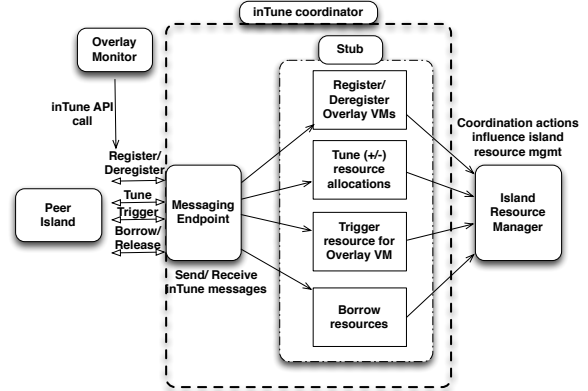 inTune coordinator
Overlay
Monitor
Stub
inTune API
call
Register/
Deregister
Overlay VMs
Coordination actions
influence island
resource mgmt
Register/
Deregister
Tune
Trigger
Borrow/
Release
Peer
Island
Messaging
Endpoint
Tune (+/-)
resource
allocations
Island
Resource
Manager
Trigger
resource for
Overlay VM
Send/ Receive
inTune messages
Borrow
resources